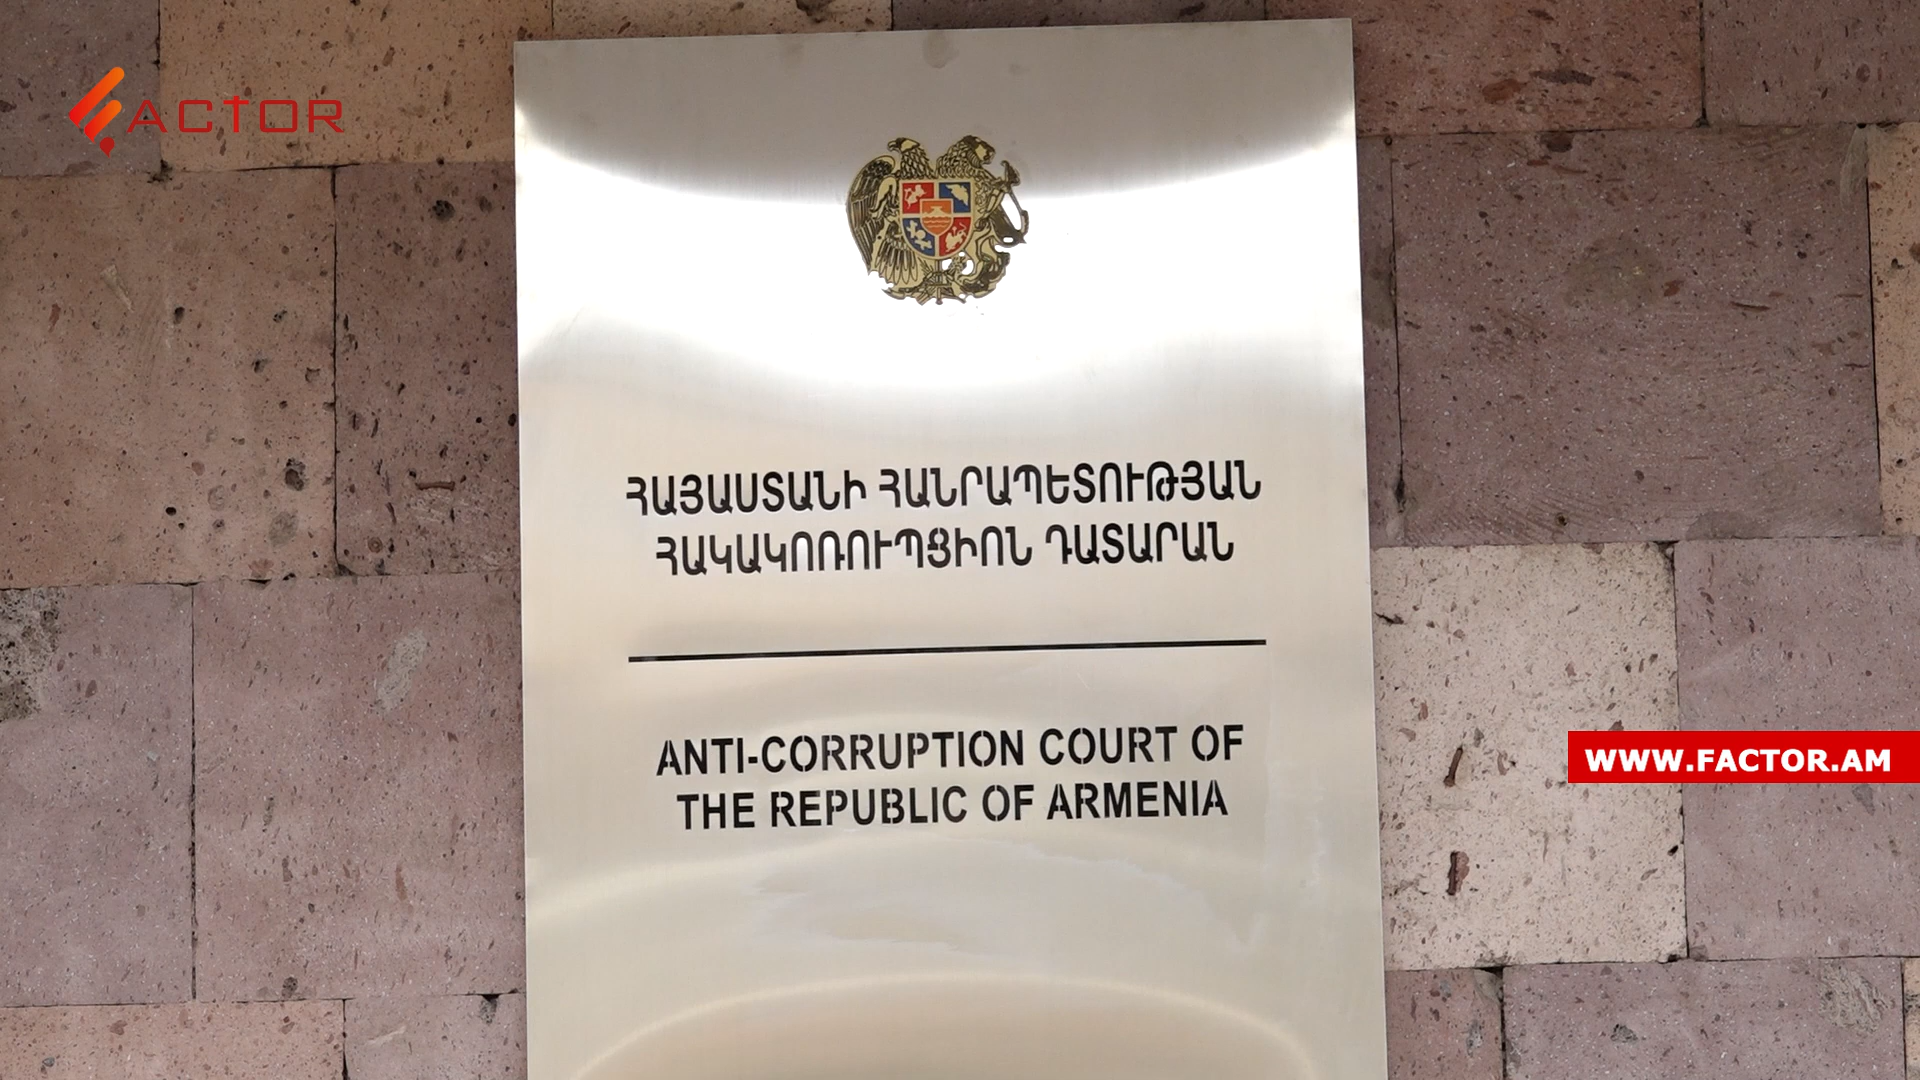 FACTOR
ՀԱՅԱՍՏԱՆԻ ՀԱՆՐԱՊԵՏՈՒԹՅԱՆ
ՀԱԿԱԿՈՌՈՒՊՑԻՈՆ ԴԱՏԱՐԱՆ
ANTI-CORRUPTION COURT OF
THE REPUBLIC OF ARMENIA
WWW.FACTOR.AM